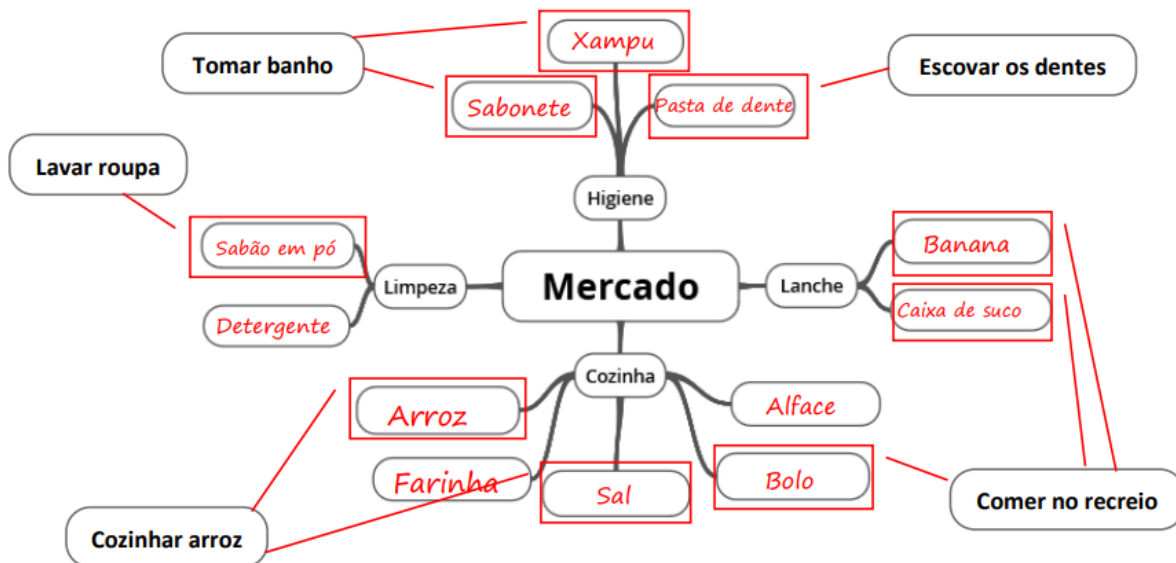 Xampu
Tomar banho
Escovar os dentes
Sabonete
Pasta de dente
Lavar roupa
Higiene
Sabão em pó
Banana
Limpeza
Mercado
Lanche
Detergente
Caixa de suco
Cozinha
Arroz
Alface
Farinha
Sal
Bolo
Comer no recreio
Cozinhar arroz